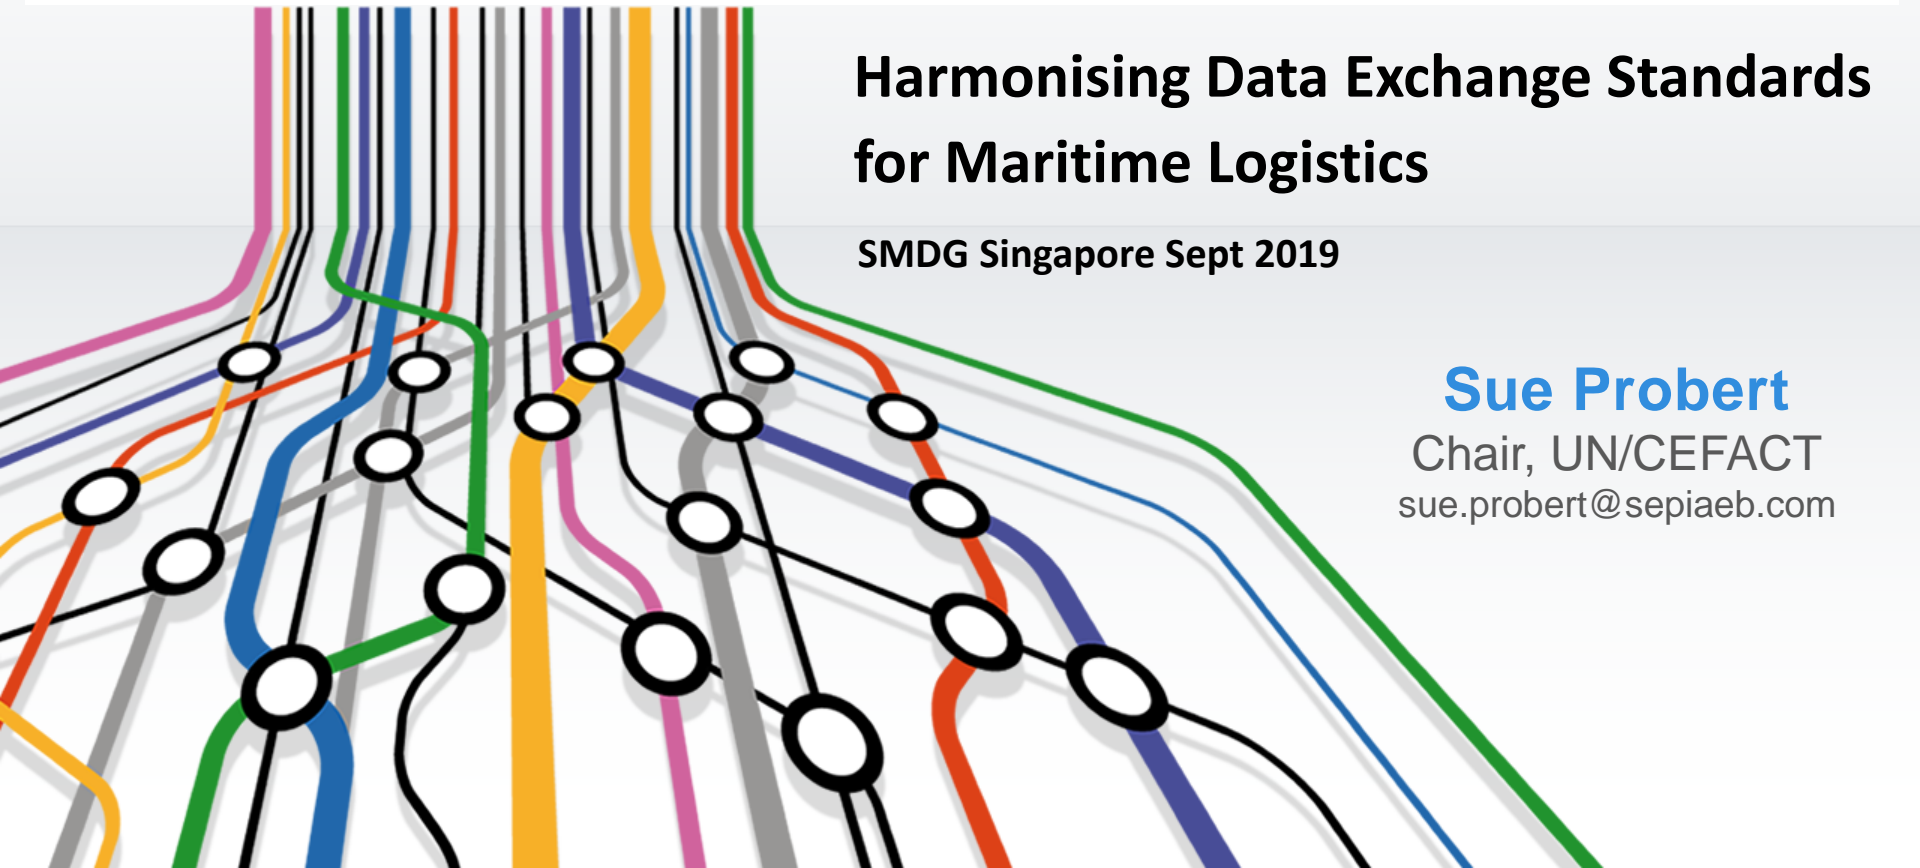 Harmonising Data Exchange Standards
for Maritime Logistics
SMDG Singapore Sept 2019
Sue Probert
Chair, UN/CEFACT
sue.probert@sepiaeb.com